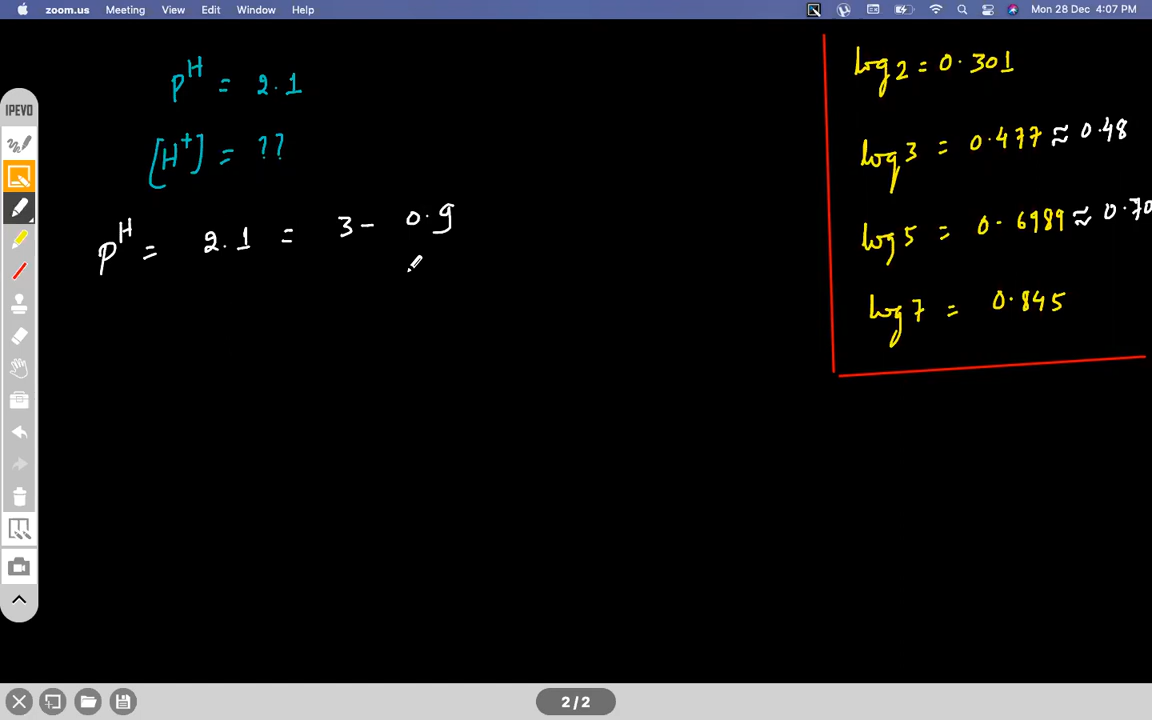 zoom.us Meeting View Edit Window Help Mon 28 Dec 4:07 PM
IPEVO
pH = 2.1
[H+] = ??
pH = 2.1 = 3 - 0.9
log 2 = 0.301
log 3 = 0.477 ≈ 0.48
log 5 = 0.6989 ≈ 0.70
log 7 = 0.845
2/2